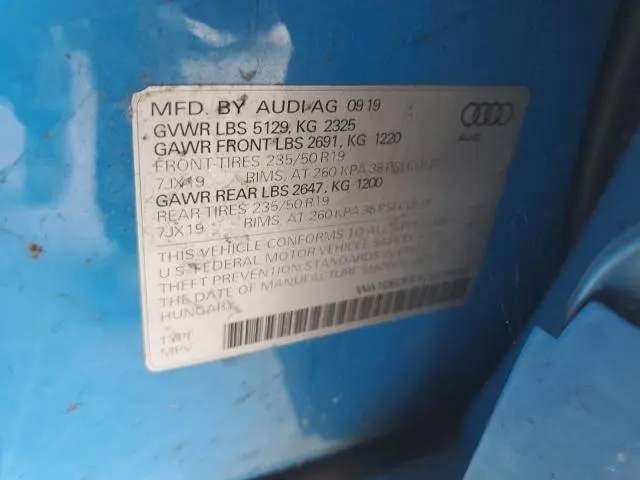 MFD. BY AUDI AG 09 19
GVWR LBS 5129, KG 2325
GAWR FRONT LBS 2691, KG 1220
FRONT-TIRES 235/50 R19
7JX19 RIMS, AT 260 KPA 38 PSI COLD
GAWR REAR LBS 2647, KG 1200
REAR-TIRES 235/50 R19
7JX19 RIMS, AT 260 KPA 38 PSI COLD
THIS VEHICLE CONFORMS TO ALL
U.S. FEDERAL MOTOR VEHICLE SAFETY
THEFT PREVENTION STANDARDS IN EFFECT
THE DATE OF MANUFACTURE SHOWN
HUNGARY
TYPE
MPV